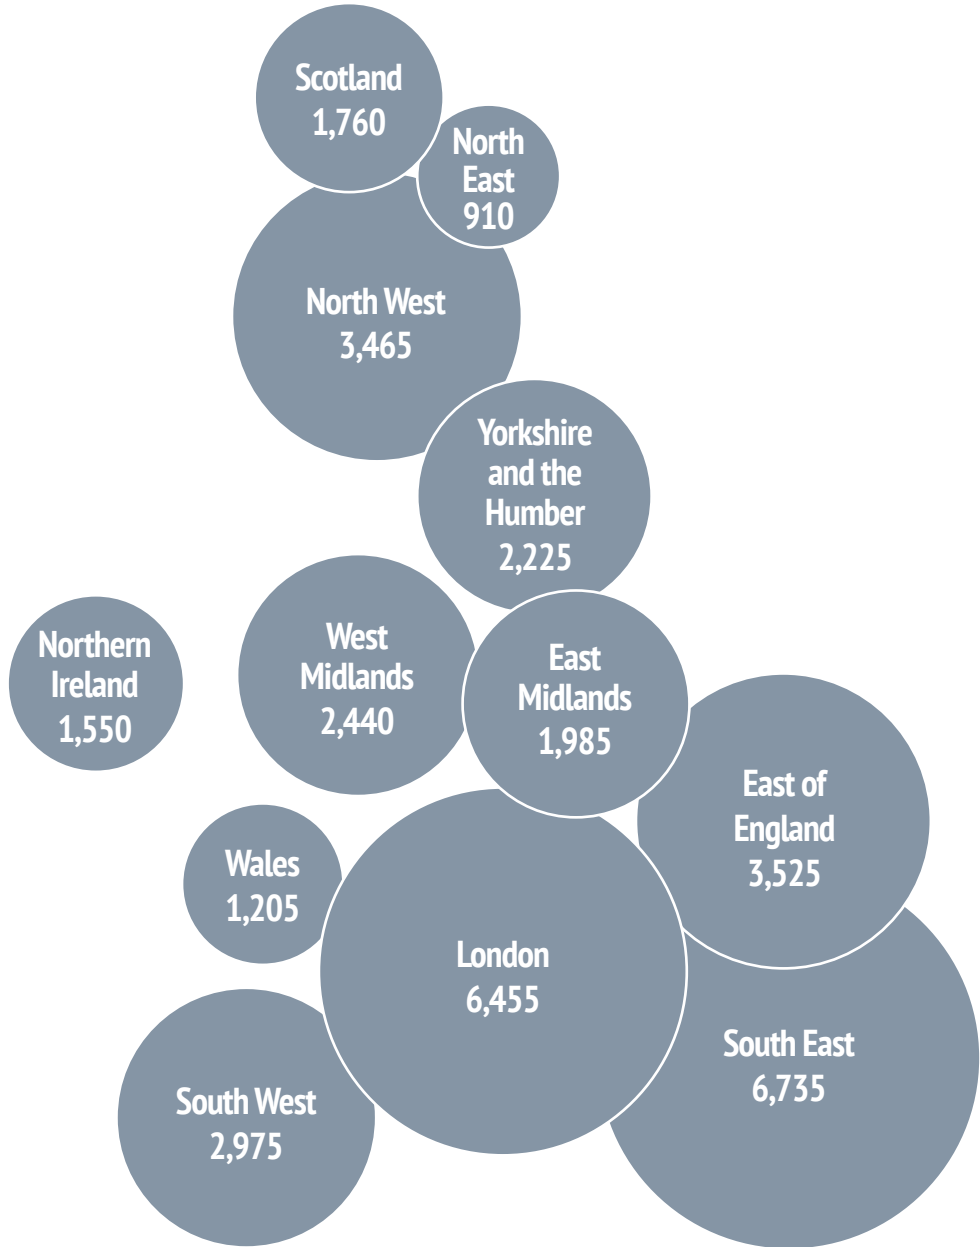 Scotland
1,760
North
East
910
North West
3,465
Yorkshire
and the
Humber
2,225
Northern
Ireland
1,550
West
Midlands
2,440
East
Midlands
1,985
East of
England
3,525
Wales
1,205
London
6,455
South East
6,735
South West
2,975